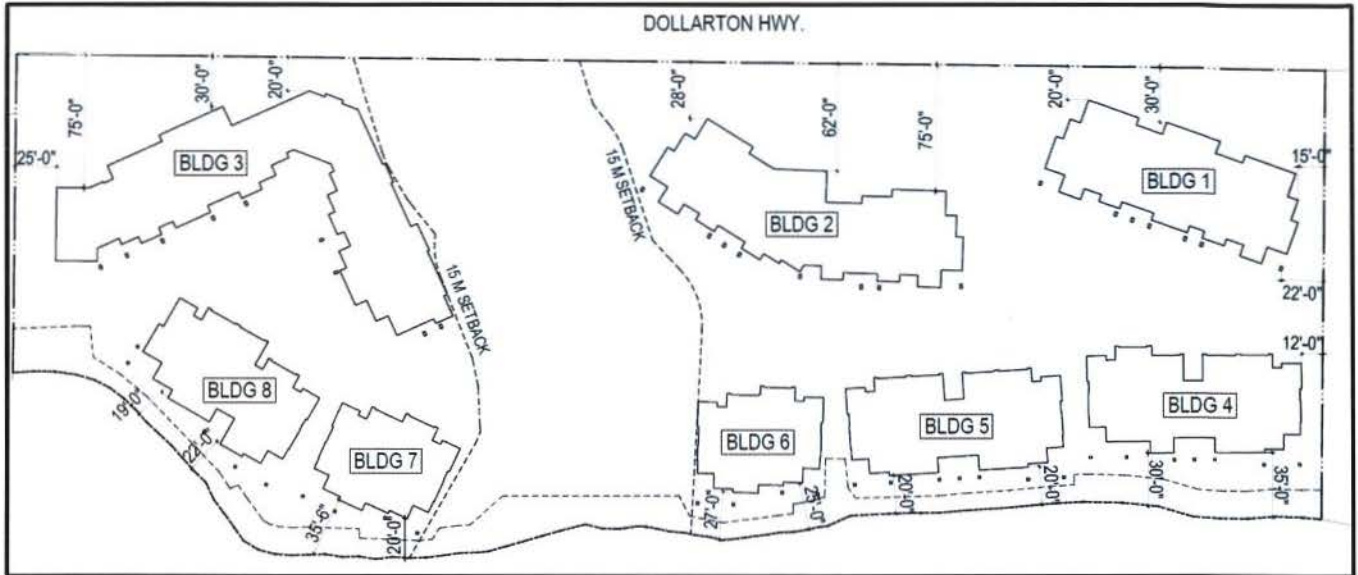 DOLLARTON HWY.
75'-0"
30'-0"
20'-0"
28'-0"
62'-0"
75'-0"
20'-0"
30'-0"
25'-0"
BLDG 3
15 M SETBACK
BLDG 2
BLDG 1
15'-0"
15 M SETBACK
22'-0"
12'-0"
BLDG 8
19'-0"
BLDG 7
BLDG 6
BLDG 5
BLDG 4
35'-6"
20'-0"
27'-0"
25'-0"
20'-0"
20'-0"
30'-0"
35'-0"